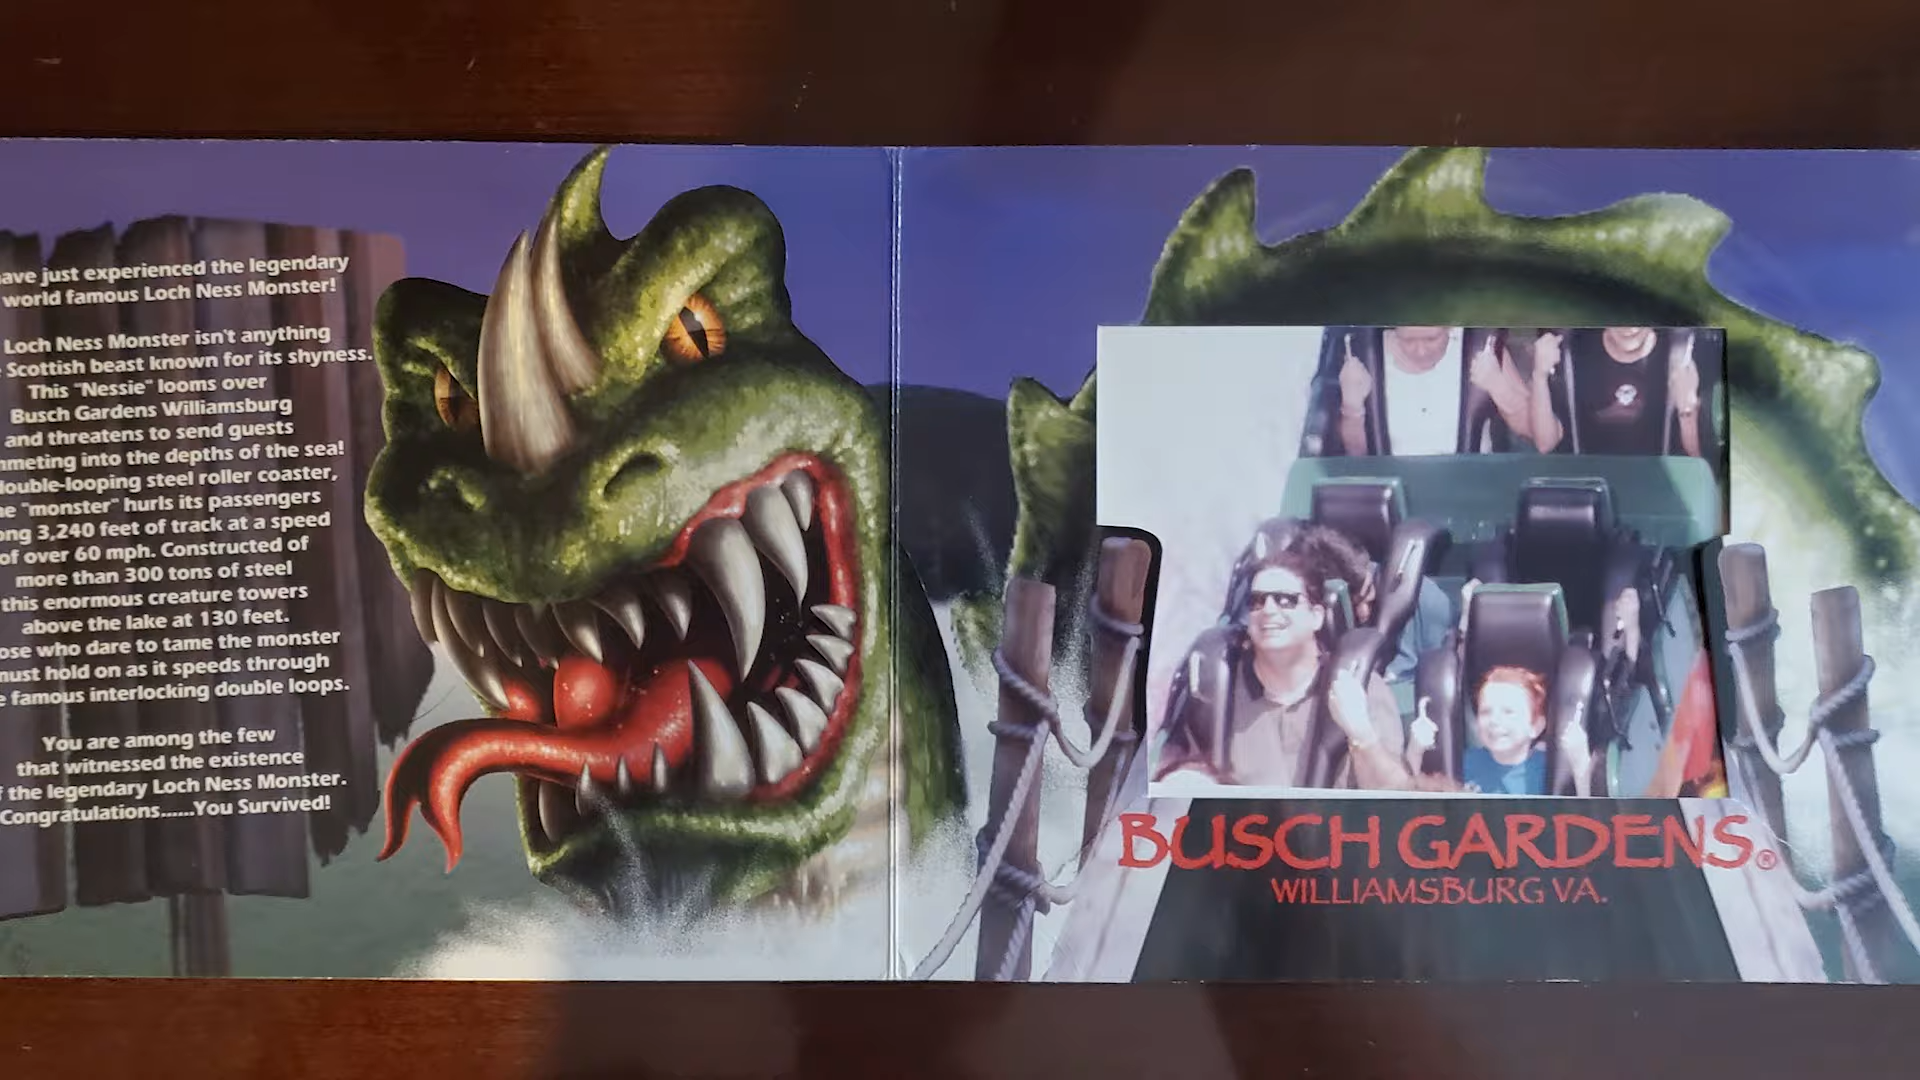 have just experienced the legendary
world famous Loch Ness Monster!
Loch Ness Monster isn't anything
Scottish beast known for its shyness.
This "Nessie" looms over
Busch Gardens Williamsburg
and threatens to send guests
into the depths of the sea!
double-looping steel roller coaster,
"monster" hurls its passengers
3,240 feet of track at a speed
of over 60 mph. Constructed of
more than 300 tons of steel
this enormous creature towers
above the lake at 130 feet.
who dare to tame the monster
must hold on as it speeds through
famous interlocking double loops.
You are among the few
that witnessed the existence
the legendary Loch Ness Monster.
Congratulations......You Survived!
BUSCH GARDENS®
WILLIAMSBURG VA.